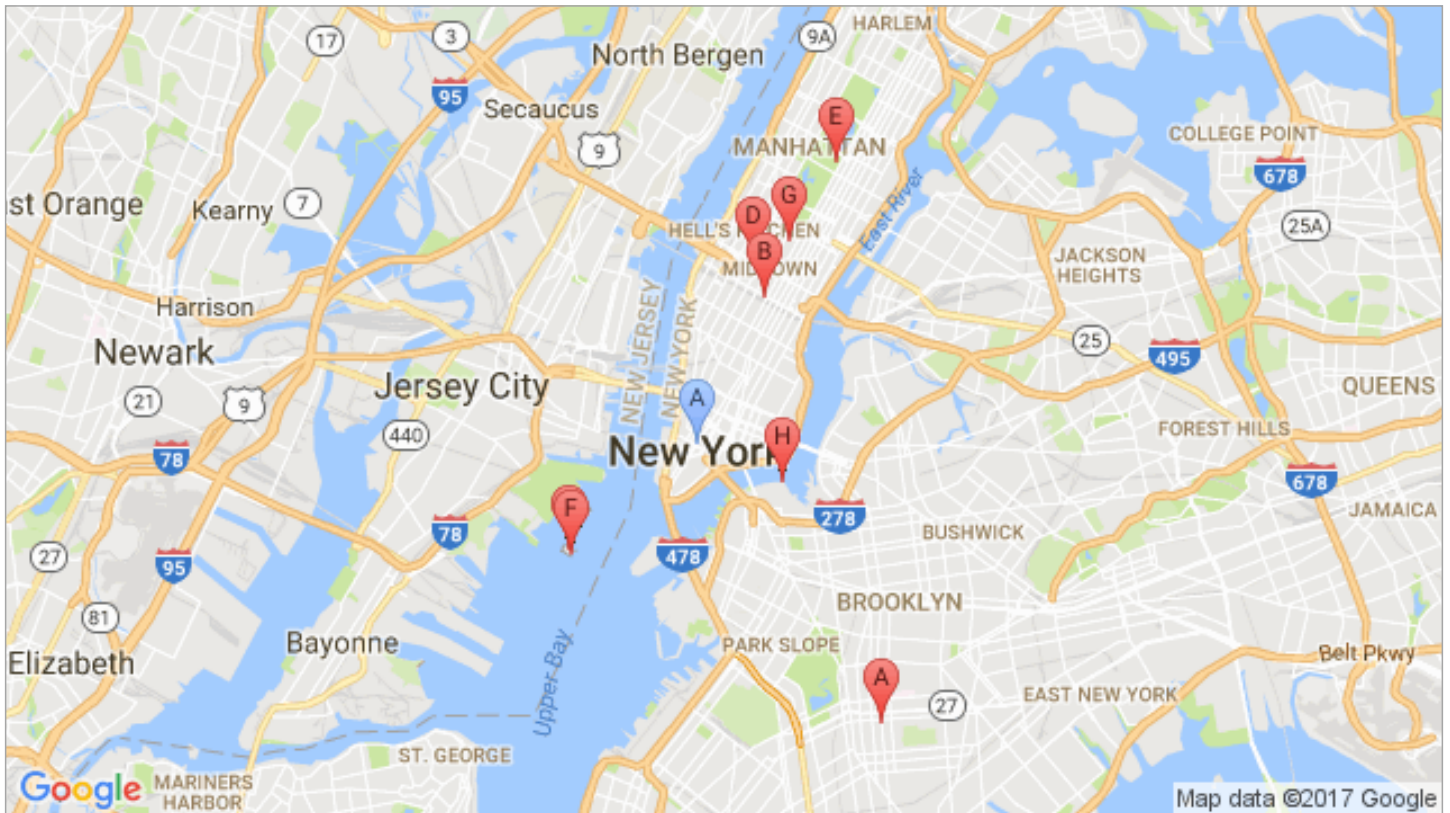 HARLEM
17
3
9A
North Bergen
95
Secaucus
E
COLLEGE POINT
9
MANHATTAN
678
st Orange
Kearny
7
G
D
East River
25A
HELL'S KITCHEN
B
MIDTOWN
JACKSON
HEIGHTS
Harrison
NEW JERSEY
NEW YORK
Newark
25
495
Jersey City
QUEENS
21
9
A
440
H
FOREST HILLS
New York
78
678
F
278
JAMAICA
78
BUSHWICK
27
95
478
BROOKLYN
81
Bayonne
PARK SLOPE
Elizabeth
Belt Pkwy
Upper Bay
A
27
EAST NEW YORK
ST. GEORGE
Google
MARINERS
HARBOR
Map data ©2017 Google